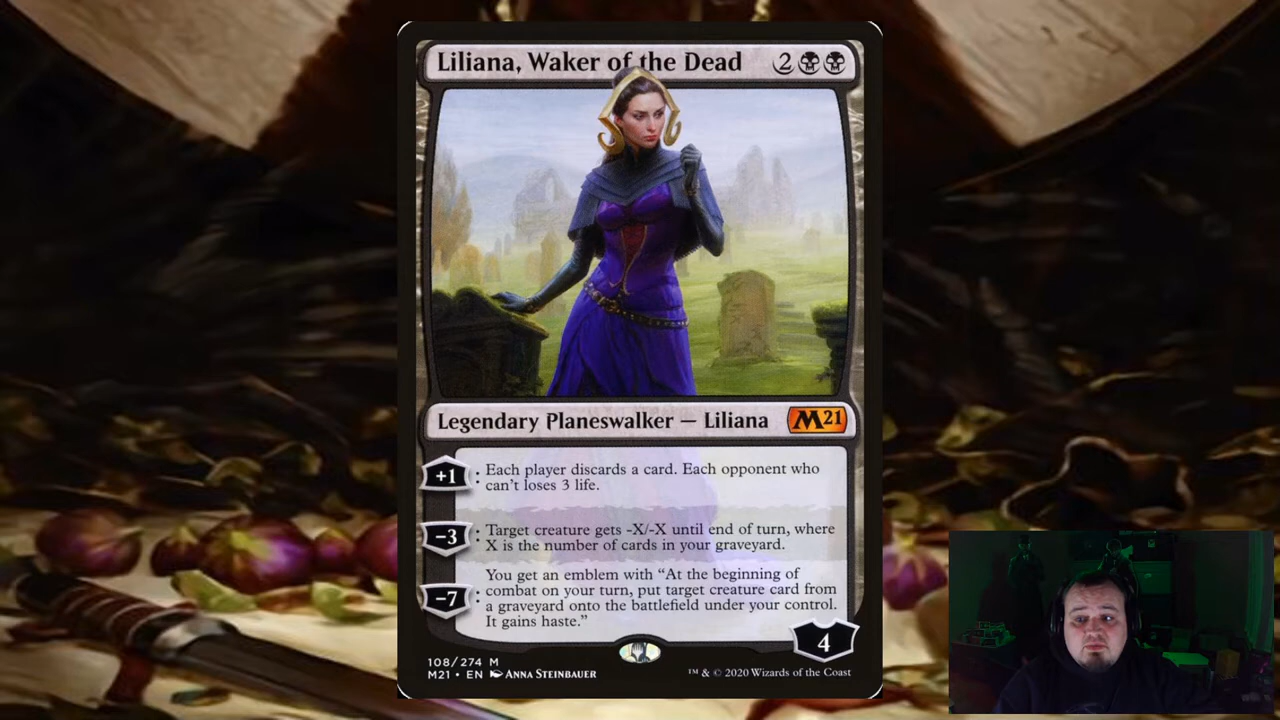 Liliana, Waker of the Dead 2
Legendary Planeswalker — Liliana M21
+1 : Each player discards a card. Each opponent who
can't loses 3 life.
−3 : Target creature gets -X/-X until end of turn, where
X is the number of cards in your graveyard.
−7 : You get an emblem with “At the beginning of
combat on your turn, put target creature card from
a graveyard onto the battlefield under your control.
It gains haste.”
4
108/274 M
M21 • EN Anna Steinbauer ™ & © 2020 Wizards of the Coast